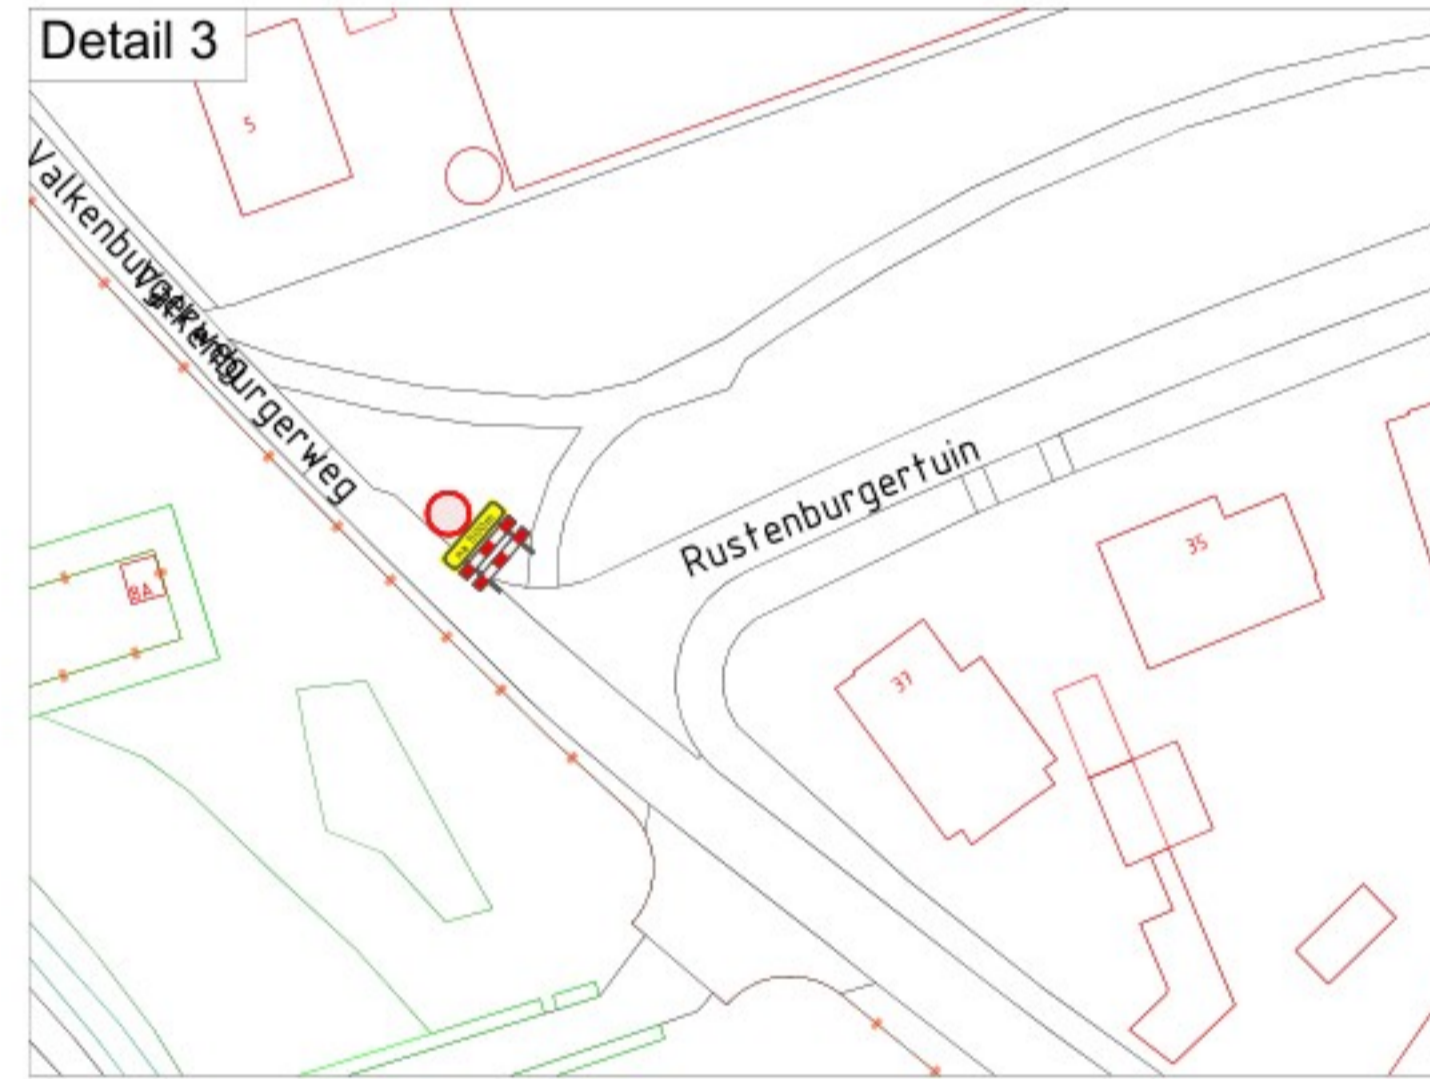 Detail 3
5
Valkenburgerweg
Valkenburgerweg
Rustenburgertuin
35
37
8A